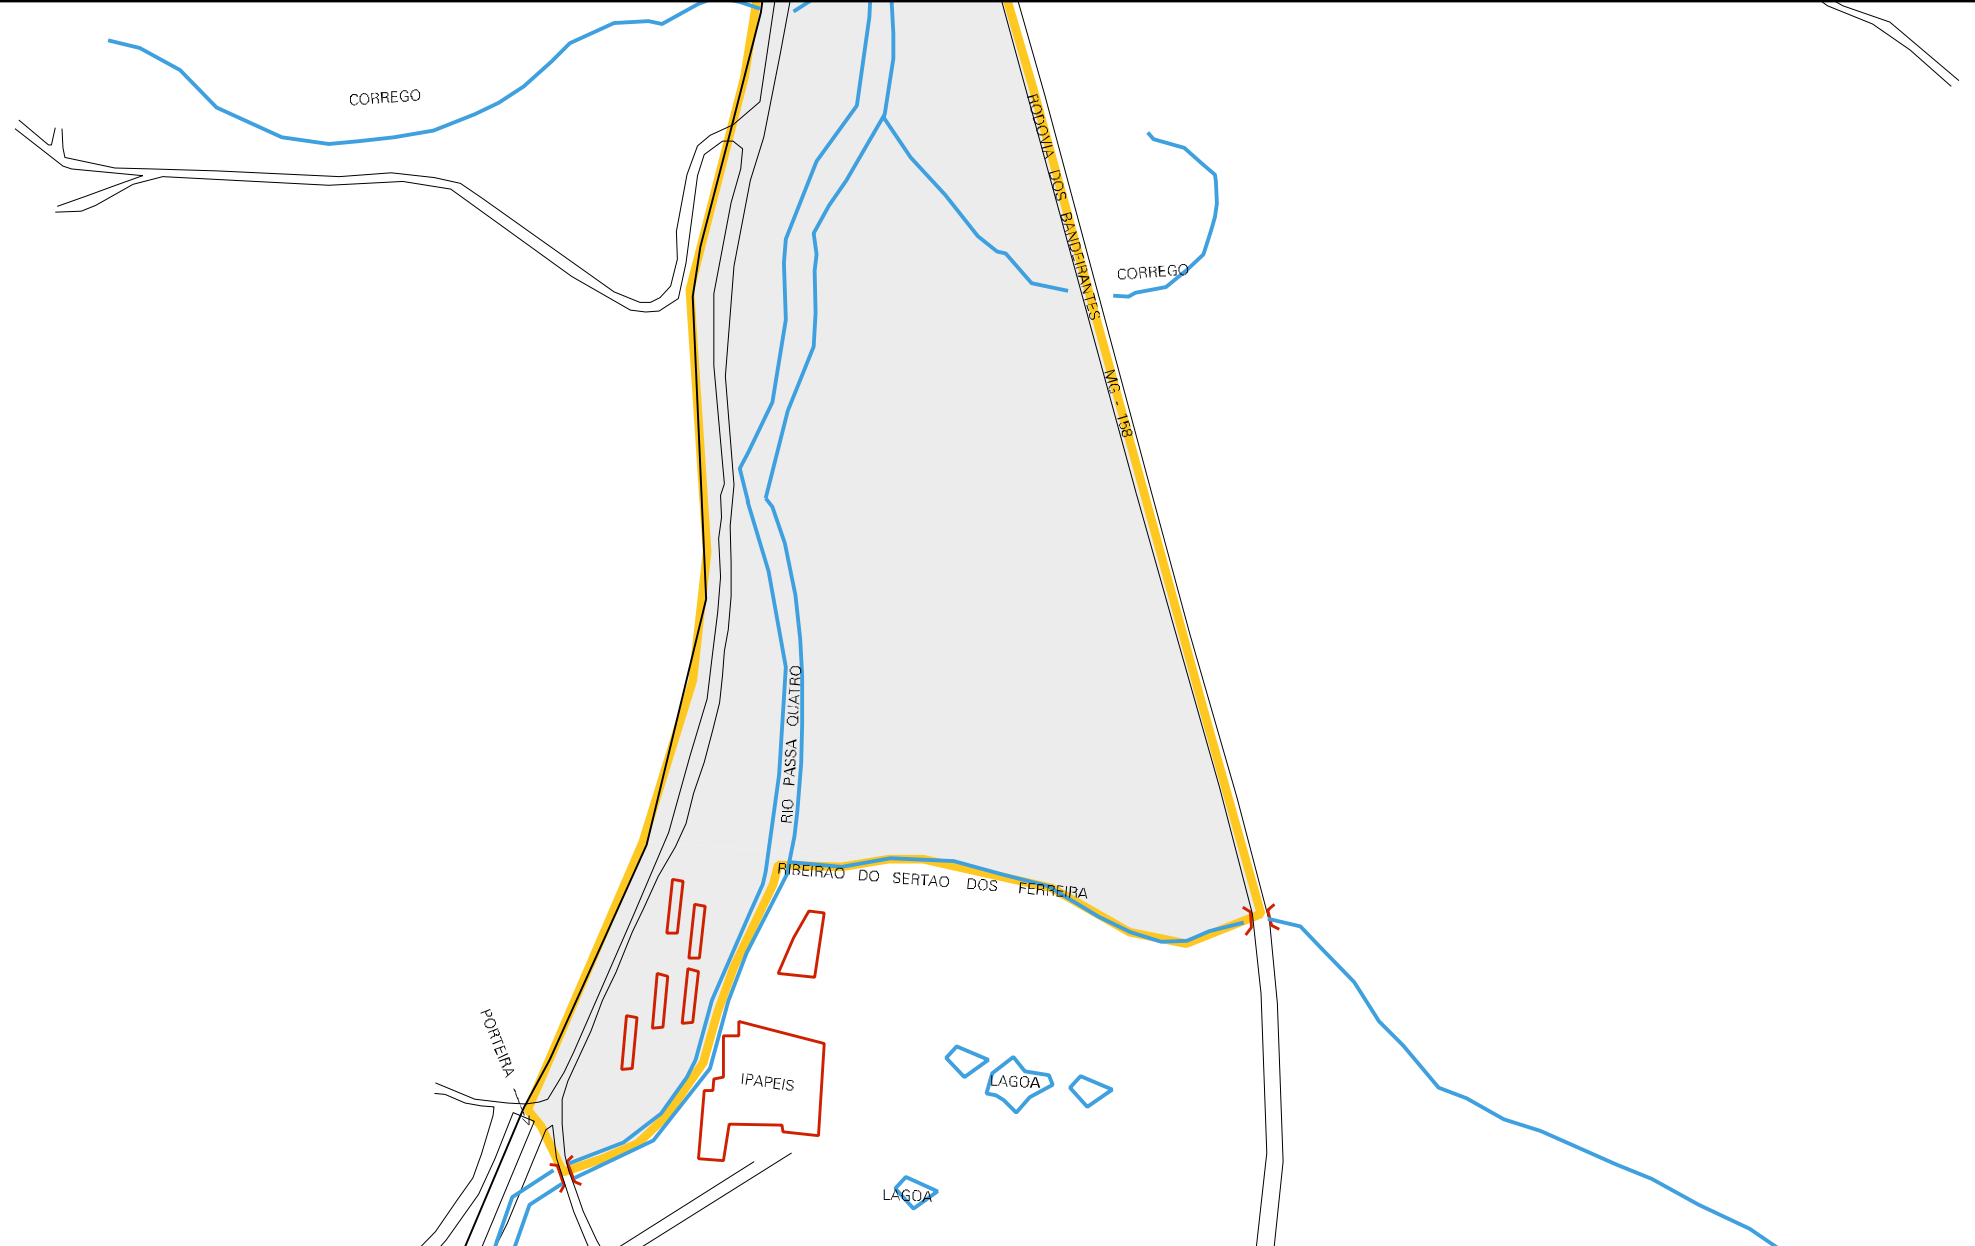 CORREGO
RODOVIA DOS BANDEIRANTES MG - 158
CORREGO
RIO PASSA QUATRO
RIBEIRAO DO SERTAO DOS FERREIRA
PORTEIRA
IPAPEIS
LAGOA
LAGOA